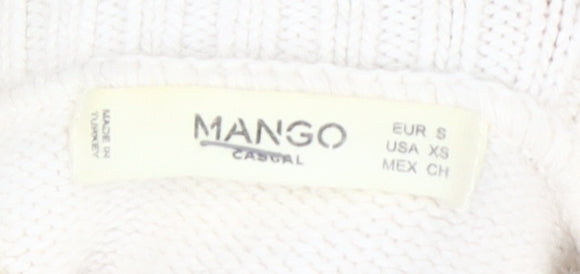 MADE IN
TURKEY
MANGO
CASUAL
EUR S
USA XS
MEX CH